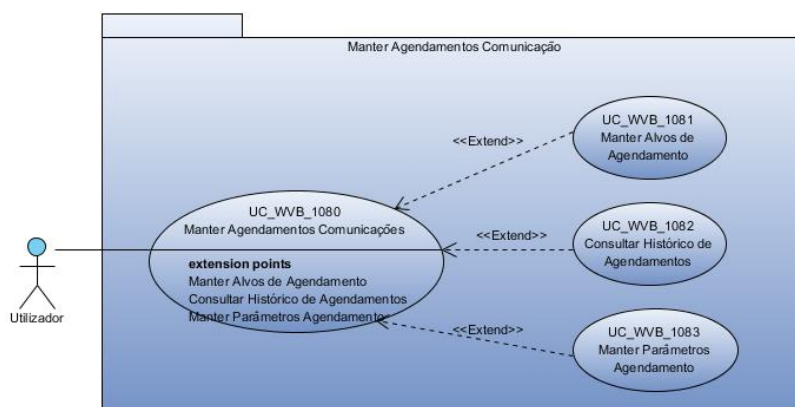 Manter Agendamentos Comunicação
UC_WVB_1081
Manter Alvos de
Agendamento
<<Extend>>
UC_WVB_1080
Manter Agendamentos Comunicações
extension points
Manter Alvos de Agendamento
Consultar Histórico de Agendamentos
Manter Parâmetros Agendamento
<<Extend>>
UC_WVB_1082
Consultar Histórico de
Agendamentos
<<Extend>>
UC_WVB_1083
Manter Parâmetros
Agendamento
Utilizador